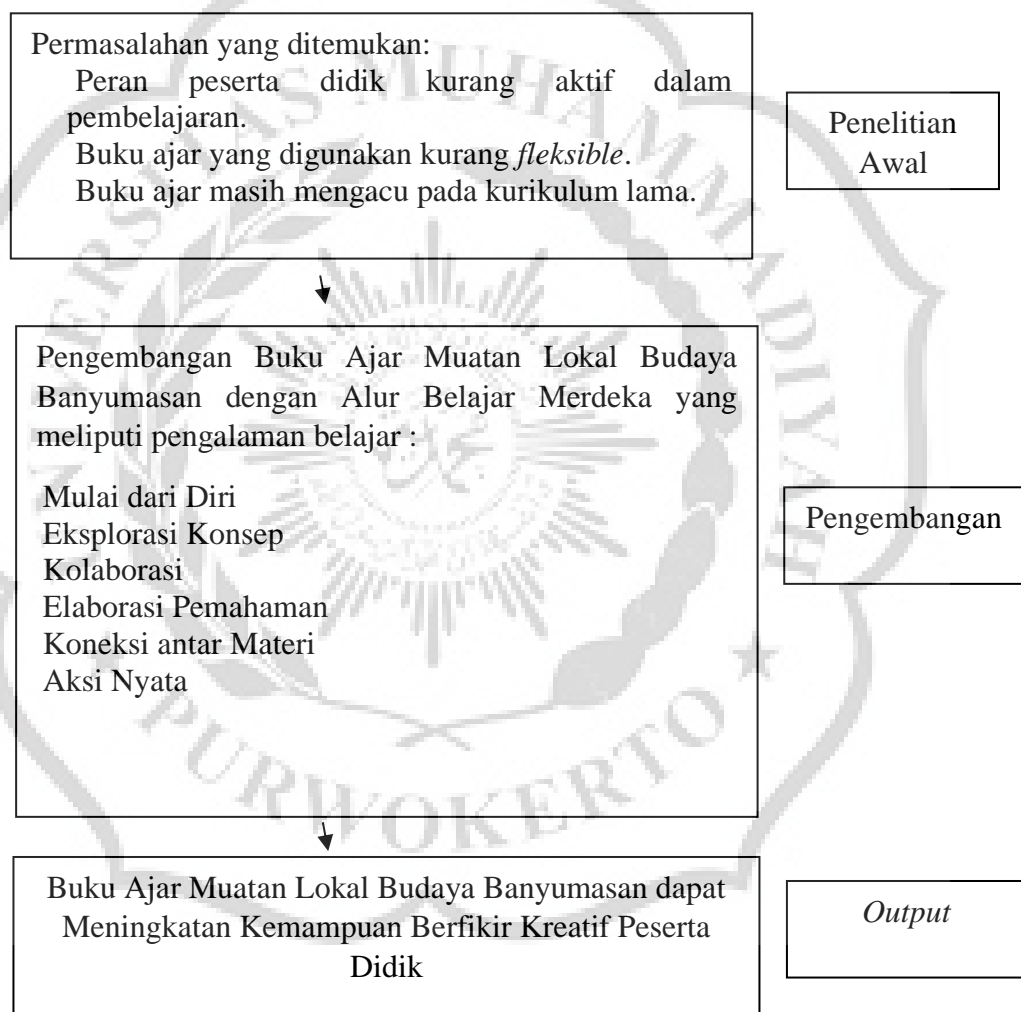 Permasalahan yang ditemukan:
Peran peserta didik kurang aktif dalam
pembelajaran.
Buku ajar yang digunakan kurang fleksible.
Buku ajar masih mengacu pada kurikulum lama.
Penelitian
Awal
Pengembangan Buku Ajar Muatan Lokal Budaya
Banyumasan dengan Alur Belajar Merdeka yang
meliputi pengalaman belajar :
Mulai dari Diri
Eksplorasi Konsep
Kolaborasi
Elaborasi Pemahaman
Koneksi antar Materi
Aksi Nyata
Pengembangan
Buku Ajar Muatan Lokal Budaya Banyumasan dapat
Meningkatan Kemampuan Berfikir Kreatif Peserta
Didik
Output
MUHAMMADIYAH
PURWOKERTO